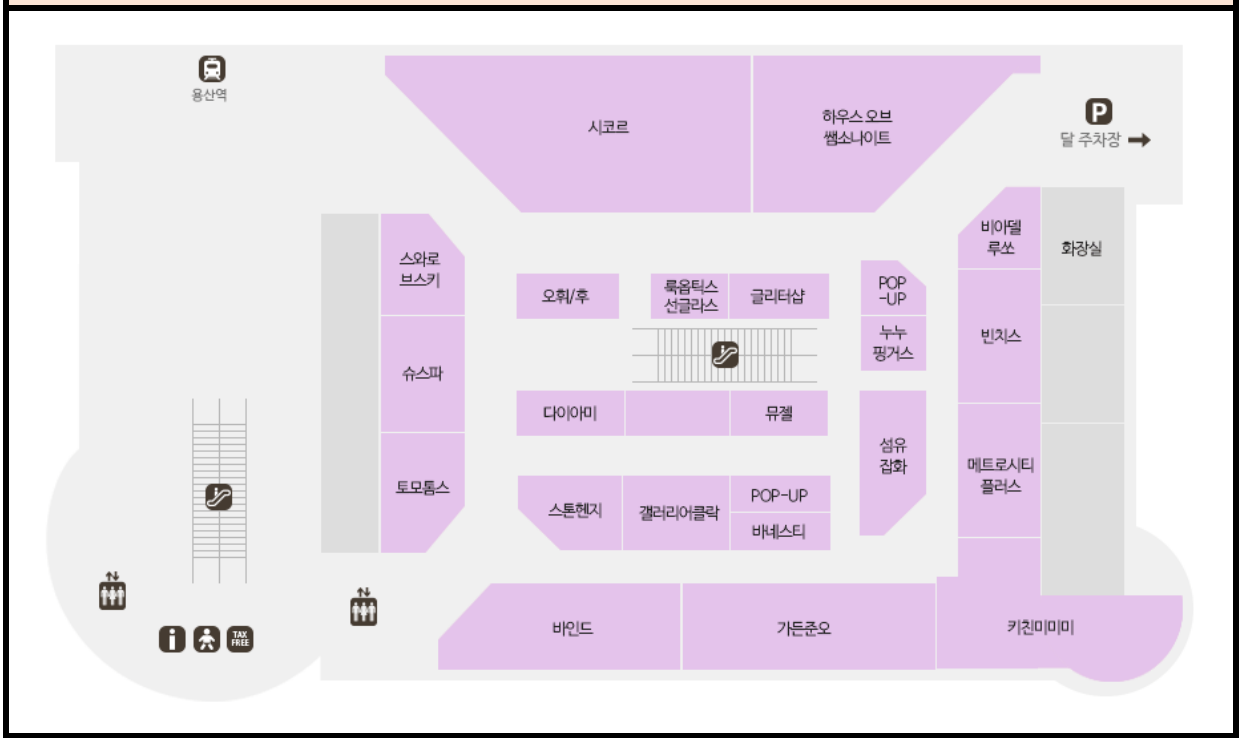 용산역
시코르
하우스 오브
쌤소나이트
P
달 주차장
비아델
루쏘
화장실
스와로
브스키
오휘/후
룩옵틱스
선글라스
글리터샵
POP
-UP
누누
핑거스
빈치스
슈스파
다이아미
뮤젤
섬유
잡화
메트로시티
플러스
토모톰스
스톤헨지
갤러리어클락
POP-UP
바네스티
바인드
가든준오
키친미미미
i
TAX
FREE